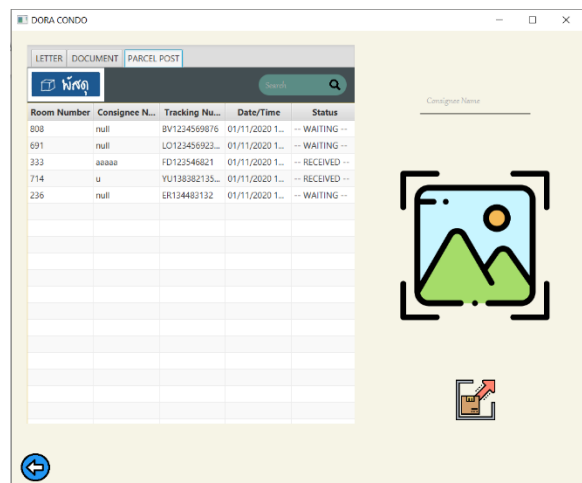 DORA CONDO
LETTER DOCUMENT PARCEL POST
พัสดุ
Search
Consignee Name
Room Number Consignee N... Tracking Nu... Date/Time Status
808 null BV1234569876 01/11/2020 1... -- WAITING --
691 null LO123456923... 01/11/2020 1... -- WAITING --
333 aaaaa FD123546821 01/11/2020 1... -- RECEIVED --
714 u YU138382135... 01/11/2020 1... -- RECEIVED --
236 null ER134483132 01/11/2020 1... -- WAITING --